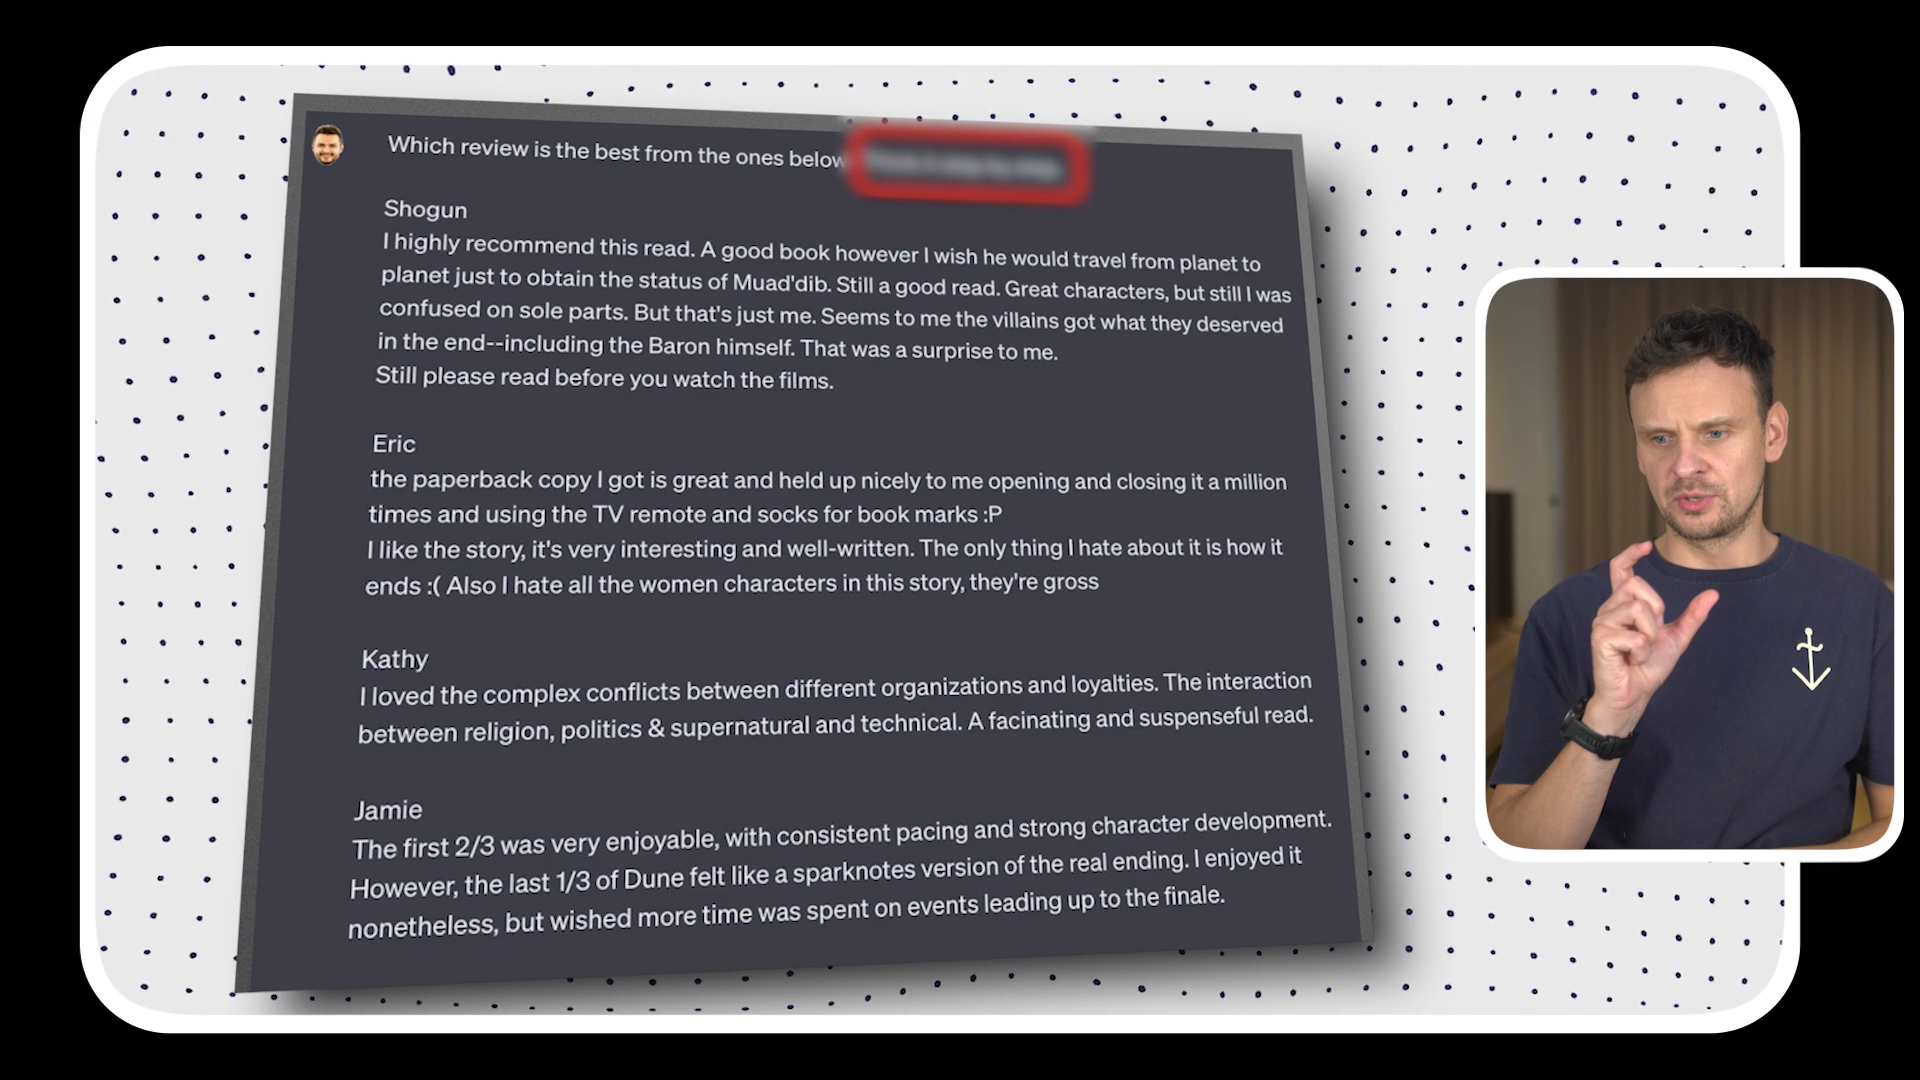 Which review is the best from the ones below
Shogun
I highly recommend this read. A good book however I wish he would travel from planet to
planet just to obtain the status of Muad'dib. Still a good read. Great characters, but still I was
confused on sole parts. But that's just me. Seems to me the villains got what they deserved
in the end--including the Baron himself. That was a surprise to me.
Still please read before you watch the films.
Eric
the paperback copy I got is great and held up nicely to me opening and closing it a million
times and using the TV remote and socks for book marks :P
I like the story, it's very interesting and well-written. The only thing I hate about it is how it
ends :( Also I hate all the women characters in this story, they're gross
Kathy
I loved the complex conflicts between different organizations and loyalties. The interaction
between religion, politics & supernatural and technical. A facinating and suspenseful read.
Jamie
The first 2/3 was very enjoyable, with consistent pacing and strong character development.
However, the last 1/3 of Dune felt like a sparknotes version of the real ending. I enjoyed it
nonetheless, but wished more time was spent on events leading up to the finale.